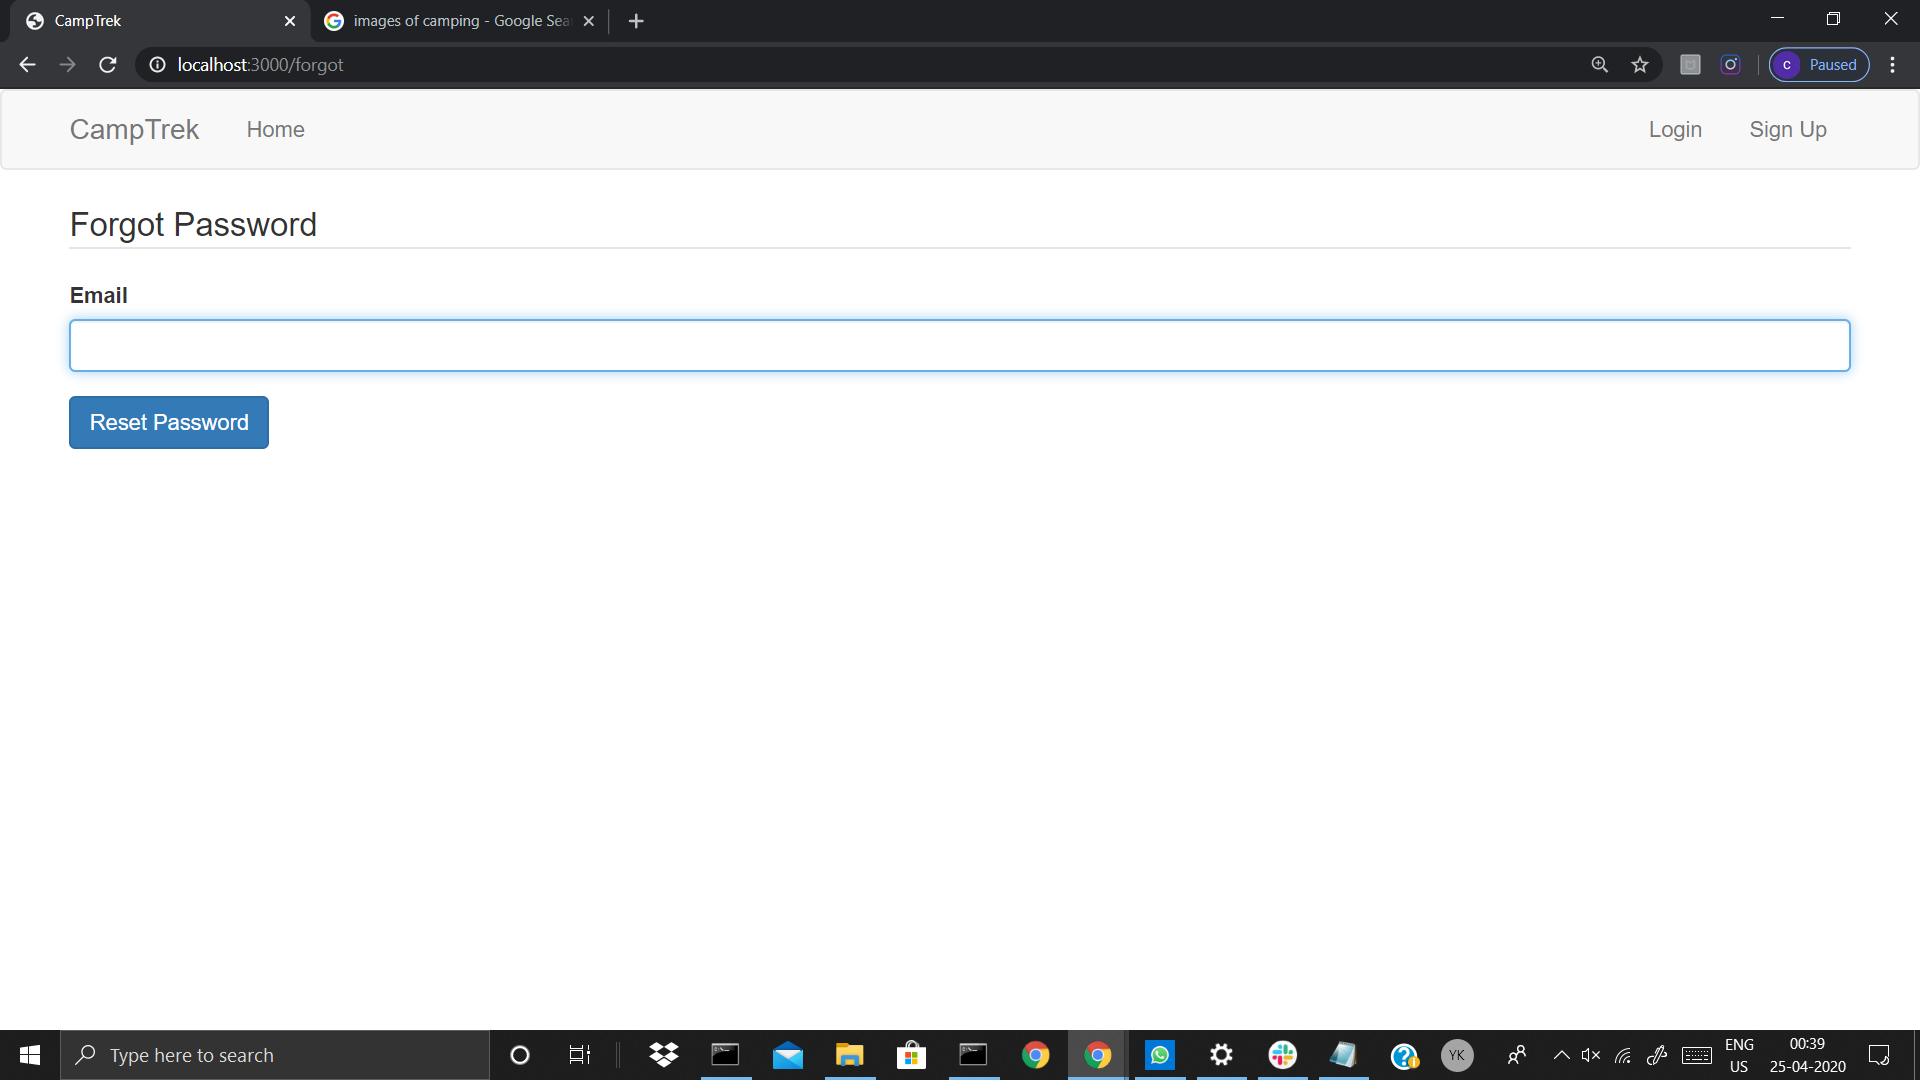 CampTrek
images of camping - Google Sea
localhost:3000/forgot
c Paused
CampTrek Home Login Sign Up
Forgot Password
Email
Reset Password
Type here to search
YK
ENG
US
00:39
25-04-2020